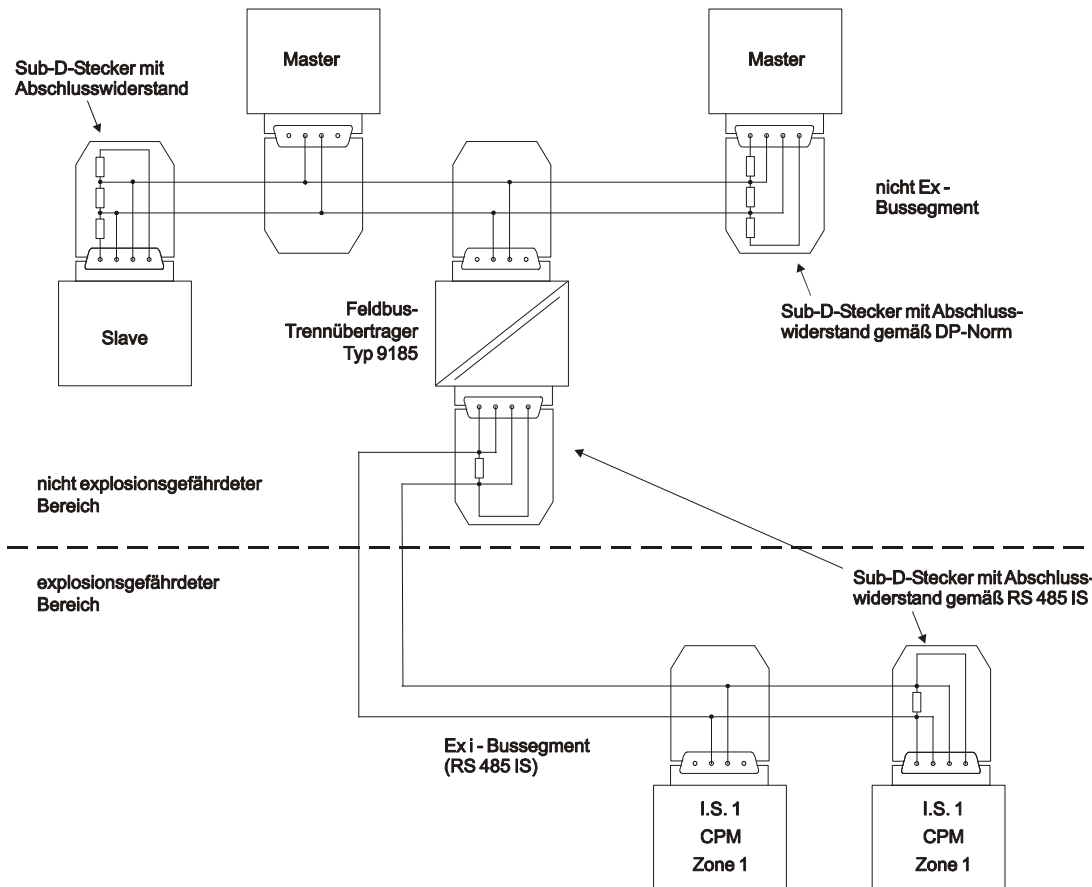 Master
Master
Sub-D-Stecker mit
Abschlusswiderstand
nicht Ex -
Bussegment
Feldbus-
Trennübertrager
Typ 9185
Sub-D-Stecker mit Abschluss-
widerstand gemäß DP-Norm
Slave
nicht explosionsgefährdeter
Bereich
explosionsgefährdeter
Bereich
Sub-D-Stecker mit Abschluss-
widerstand gemäß RS 485 IS
Ex i - Bussegment
(RS 485 IS)
I.S. 1
CPM
Zone 1
I.S. 1
CPM
Zone 1